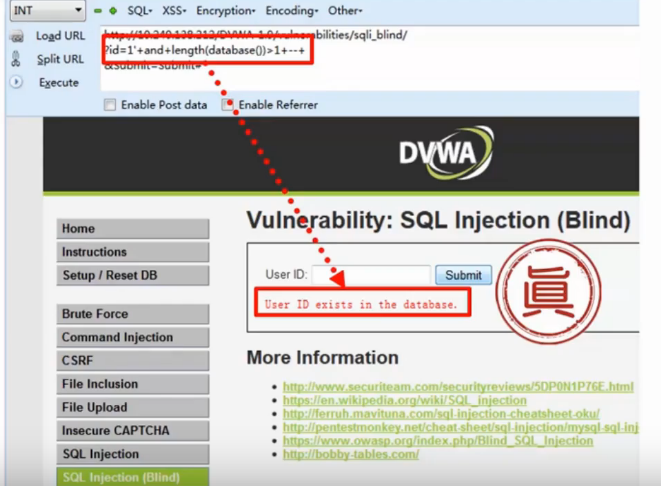 INT
SQL- XSS- Encryption- Encoding- Other-
Load URL
http://10.249.138.212/DVWA-1.9/vulnerabilities/sqli_blind/
Split URL
?id=1'+and+length(database())>1+--+
&Submit=Submit#
Execute
Enable Post data
Enable Referrer
DVWA
Home
Instructions
Setup / Reset DB
Brute Force
Command Injection
CSRF
File Inclusion
File Upload
Insecure CAPTCHA
SQL Injection
SQL Injection (Blind)
Vulnerability: SQL Injection (Blind)
User ID:
Submit
User ID exists in the database.
眞
More Information
http://www.securiteam.com/securityreviews/5DP0N1P76E.html
https://en.wikipedia.org/wiki/SQL_injection
http://ferruh.mavituna.com/sql-injection-cheatsheet-oku/
http://pentestmonkey.net/cheat-sheet/sql-injection/mysql-sql-inj
https://www.owasp.org/index.php/Blind_SQL_Injection
http://bobby-tables.com/